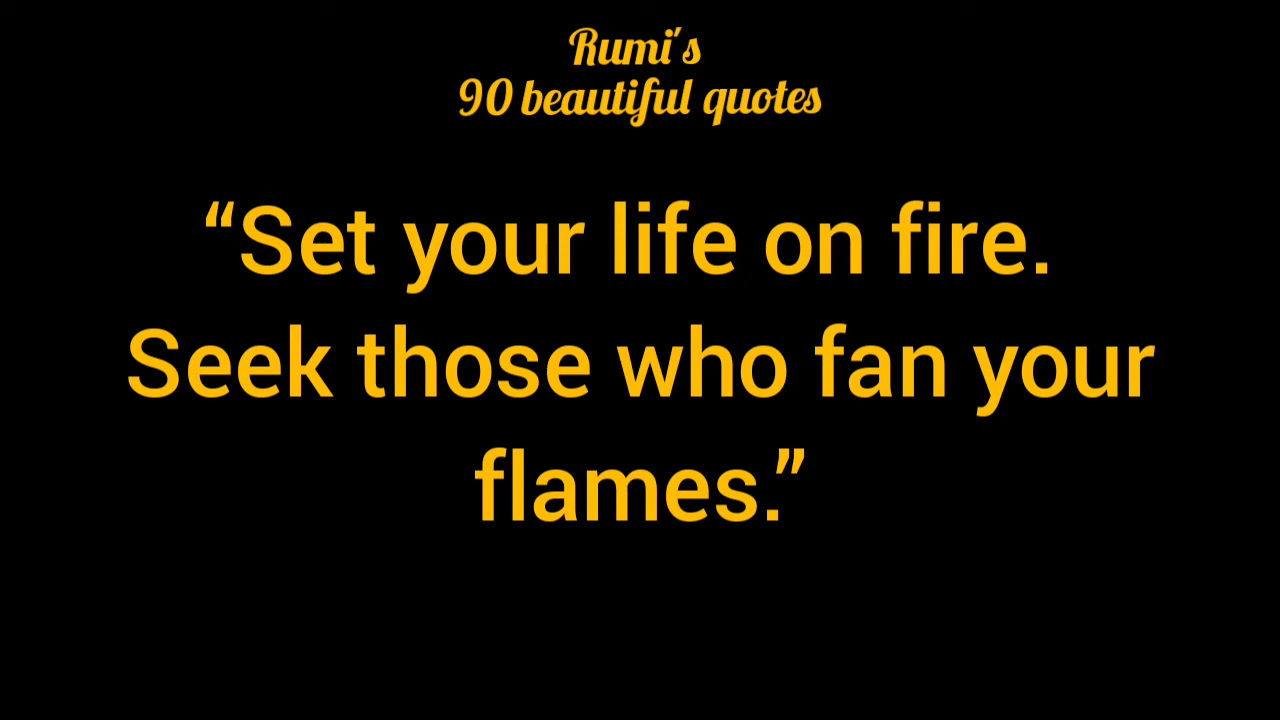 Rumi's
90 beautiful quotes
“Set your life on fire.
Seek those who fan your
flames.”